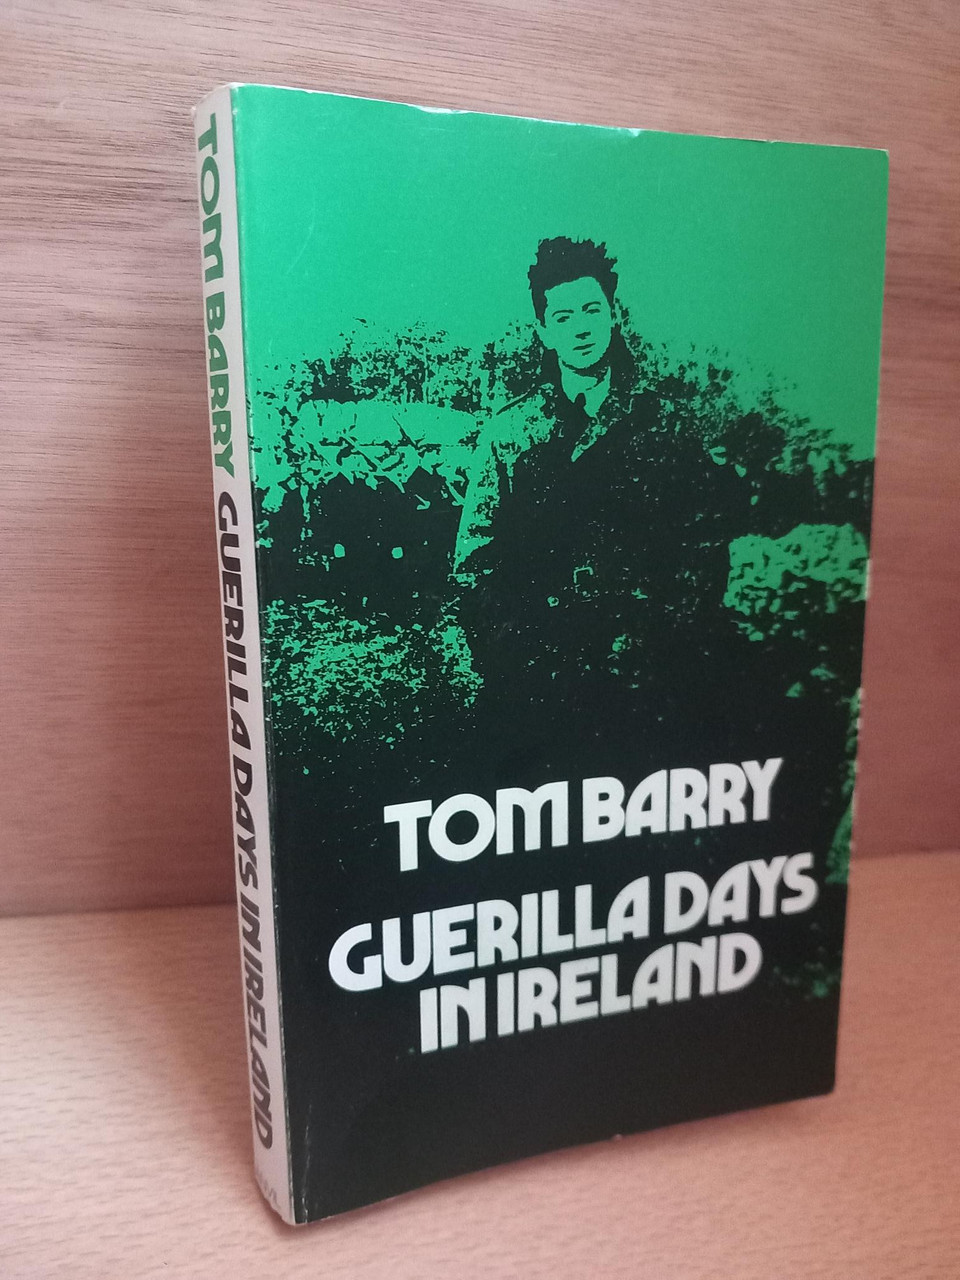 TOM BARRY GUERILLA DAYS IN IRELAND
TOM BARRY
GUERILLA DAYS
IN IRELAND